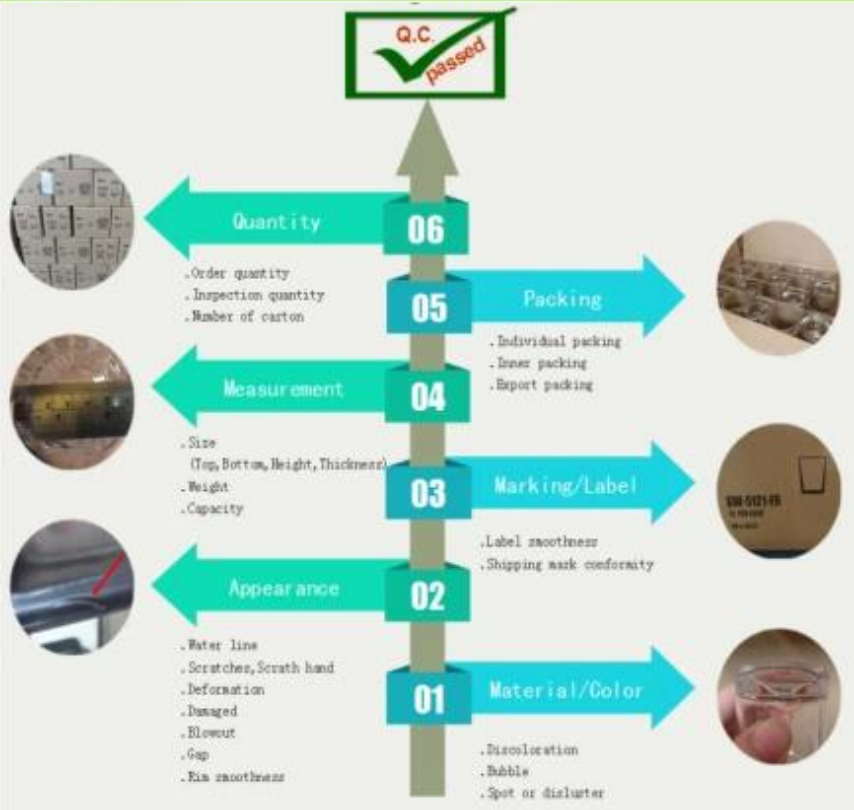 Q.C.
passed
06
Quantity
.Order quantity
.Inspection quantity
.Number of carton
05
Packing
.Individual packing
.Inner packing
.Export packing
04
Measurement
.Size
(Top,Bottom,Height,Thickness)
.Weight
.Capacity
03
Marking/Label
.Label smoothness
.Shipping mark conformity
02
Appearance
.Water line
.Scratches,Scrath hand
.Deformation
.Damaged
.Blowout
.Gap
.Rim smoothness
01
Material/Color
.Discoloration
.Bubble
.Spot or disluster